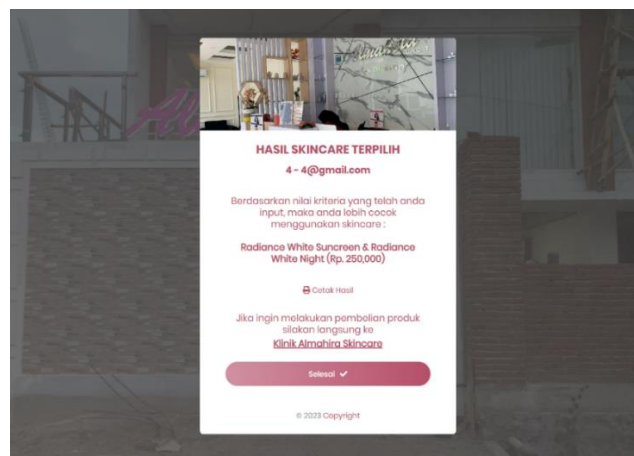 HASIL SKINCARE TERPILIH
4 - 4@gmail.com
Berdasarkan nilai kriteria yang telah anda
input, maka anda lebih cocok
menggunakan skincare :
Radiance White Suncreen & Radiance
White Night (Rp. 250,000)
Cetak Hasil
Jika ingin melakukan pembelian produk
silakan langsung ke
Klinik Almahira Skincare
Selesai
© 2023 Copyright